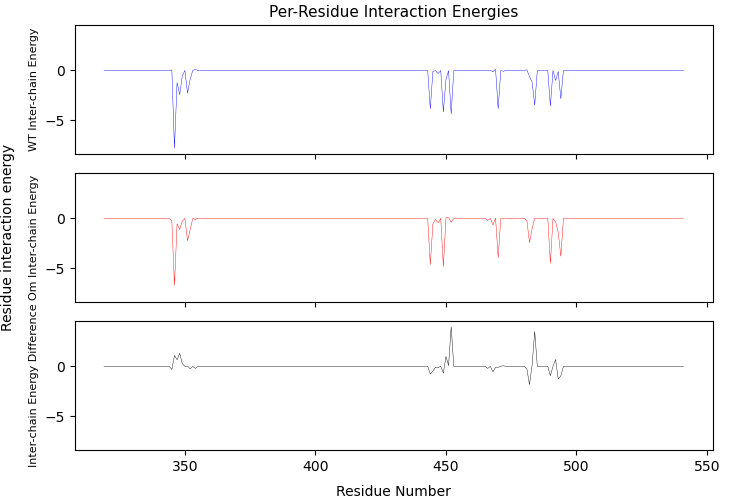 Per-Residue Interaction Energies
Residue interaction energy
WT Inter-chain Energy
0
−5
Om Inter-chain Energy
0
−5
Inter-chain Energy Difference
0
−5
350
400
450
500
550
Residue Number